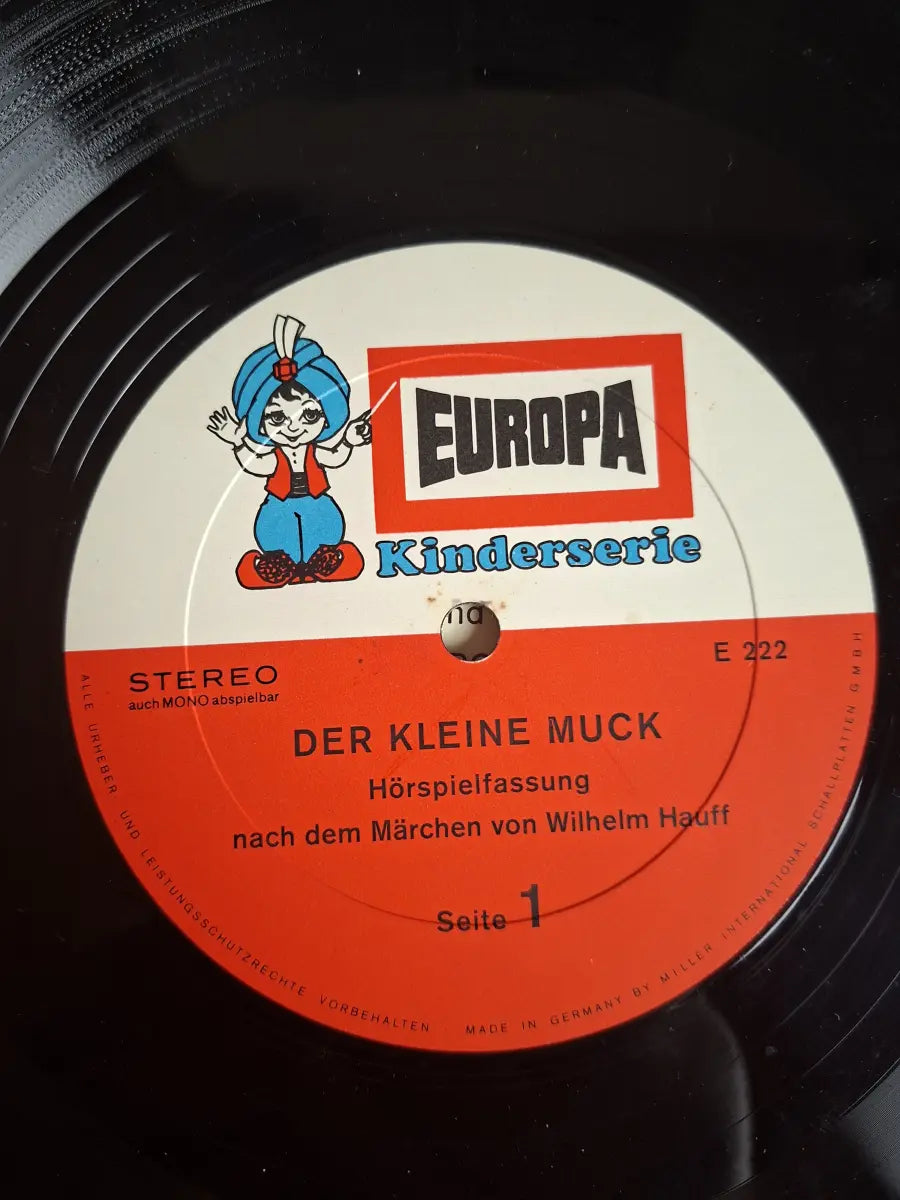 EUROPA
Kinderserie
STEREO
auch MONO abspielbar
E 222
DER KLEINE MUCK
Hörspielfassung
nach dem Märchen von Wilhelm Hauff
Seite 1
ALLE URHEBER- UND LEISTUNGSSCHUTZRECHTE VORBEHALTEN · MADE IN GERMANY BY MILLER INTERNATIONAL SCHALLPLATTEN GMBH